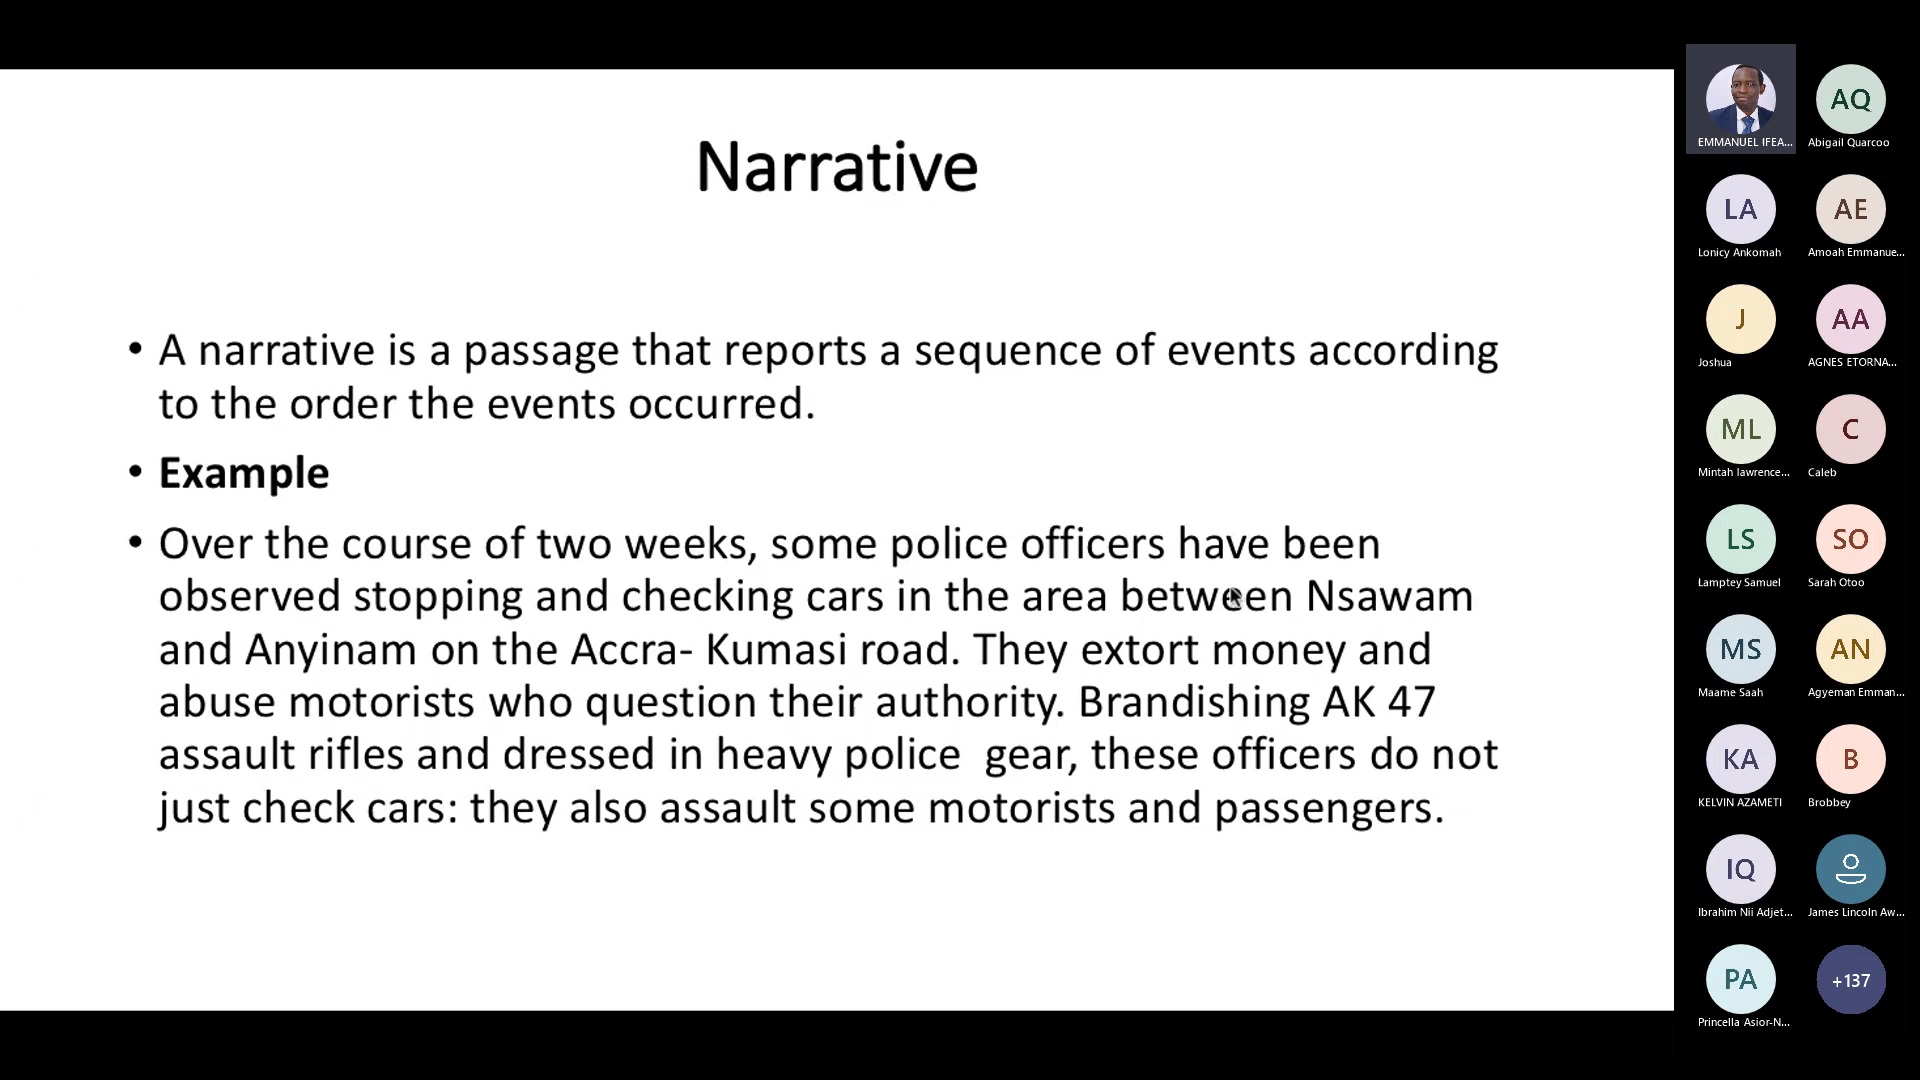 Narrative
• A narrative is a passage that reports a sequence of events according
to the order the events occurred.
• Example
• Over the course of two weeks, some police officers have been
observed stopping and checking cars in the area between Nsawam
and Anyinam on the Accra- Kumasi road. They extort money and
abuse motorists who question their authority. Brandishing AK 47
assault rifles and dressed in heavy police  gear, these officers do not
just check cars: they also assault some motorists and passengers.
EMMANUEL IFEA...
AQ
Abigail Quarcoo
LA
Lonicy Ankomah
AE
Amoah Emmanue...
J
Joshua
AA
AGNES ETORNA...
ML
Mintah lawrence...
C
Caleb
LS
Lamptey Samuel
SO
Sarah Otoo
MS
Maame Saah
AN
Agyeman Emman...
KA
KELVIN AZAMETI
B
Brobbey
IQ
Ibrahim Nii Adjet...
James Lincoln Aw...
PA
Princella Asior-N...
+137